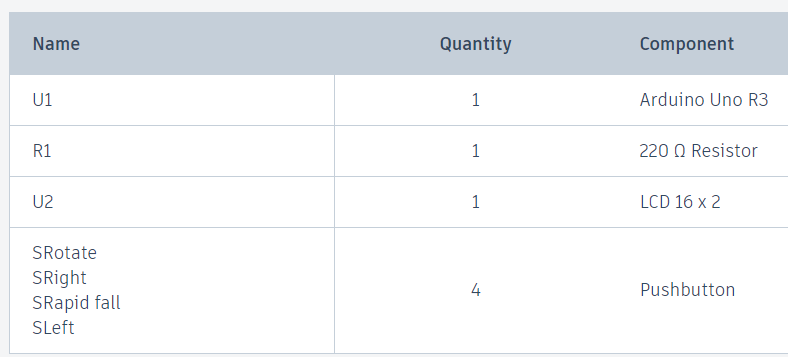 Name Quantity Component
U1 1 Arduino Uno R3
R1 1 220 Ω Resistor
U2 1 LCD 16 x 2
SRotate
SRight
SRapid fall
SLeft
4 Pushbutton